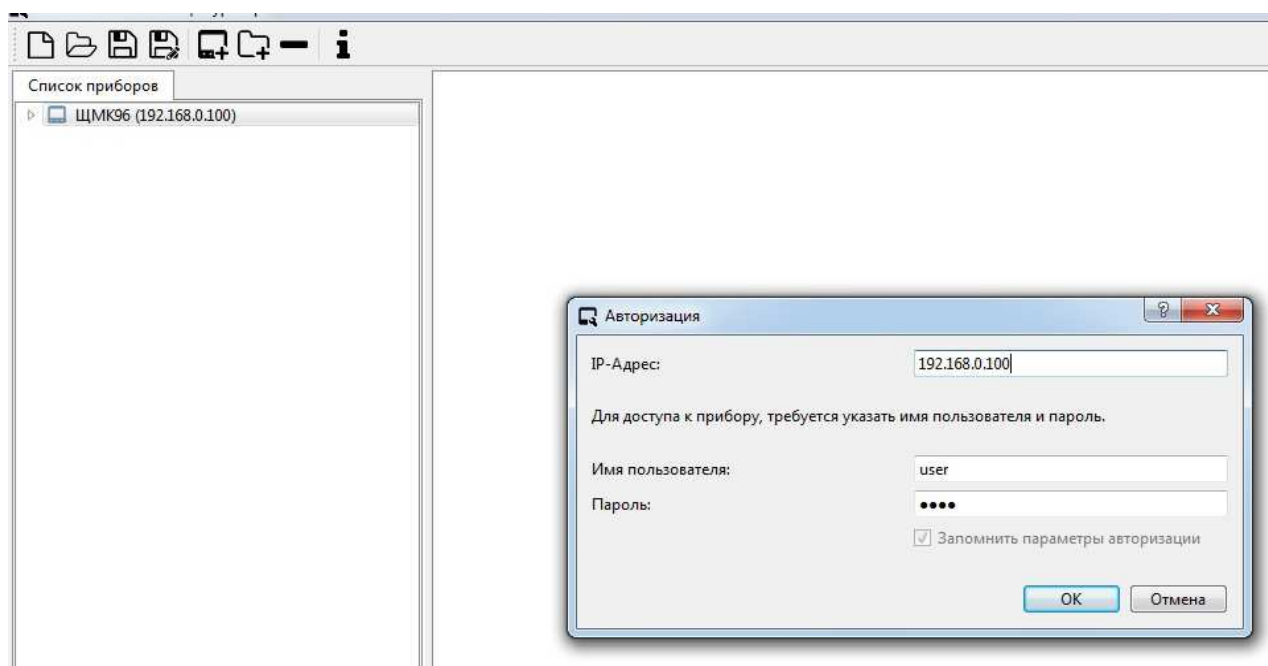 Список приборов
ЩМК96 (192.168.0.100)
Авторизация
IP-Адрес: 192.168.0.100
Для доступа к прибору, требуется указать имя пользователя и пароль.
Имя пользователя: user
Пароль: ••••
Запомнить параметры авторизации
ОК Отмена